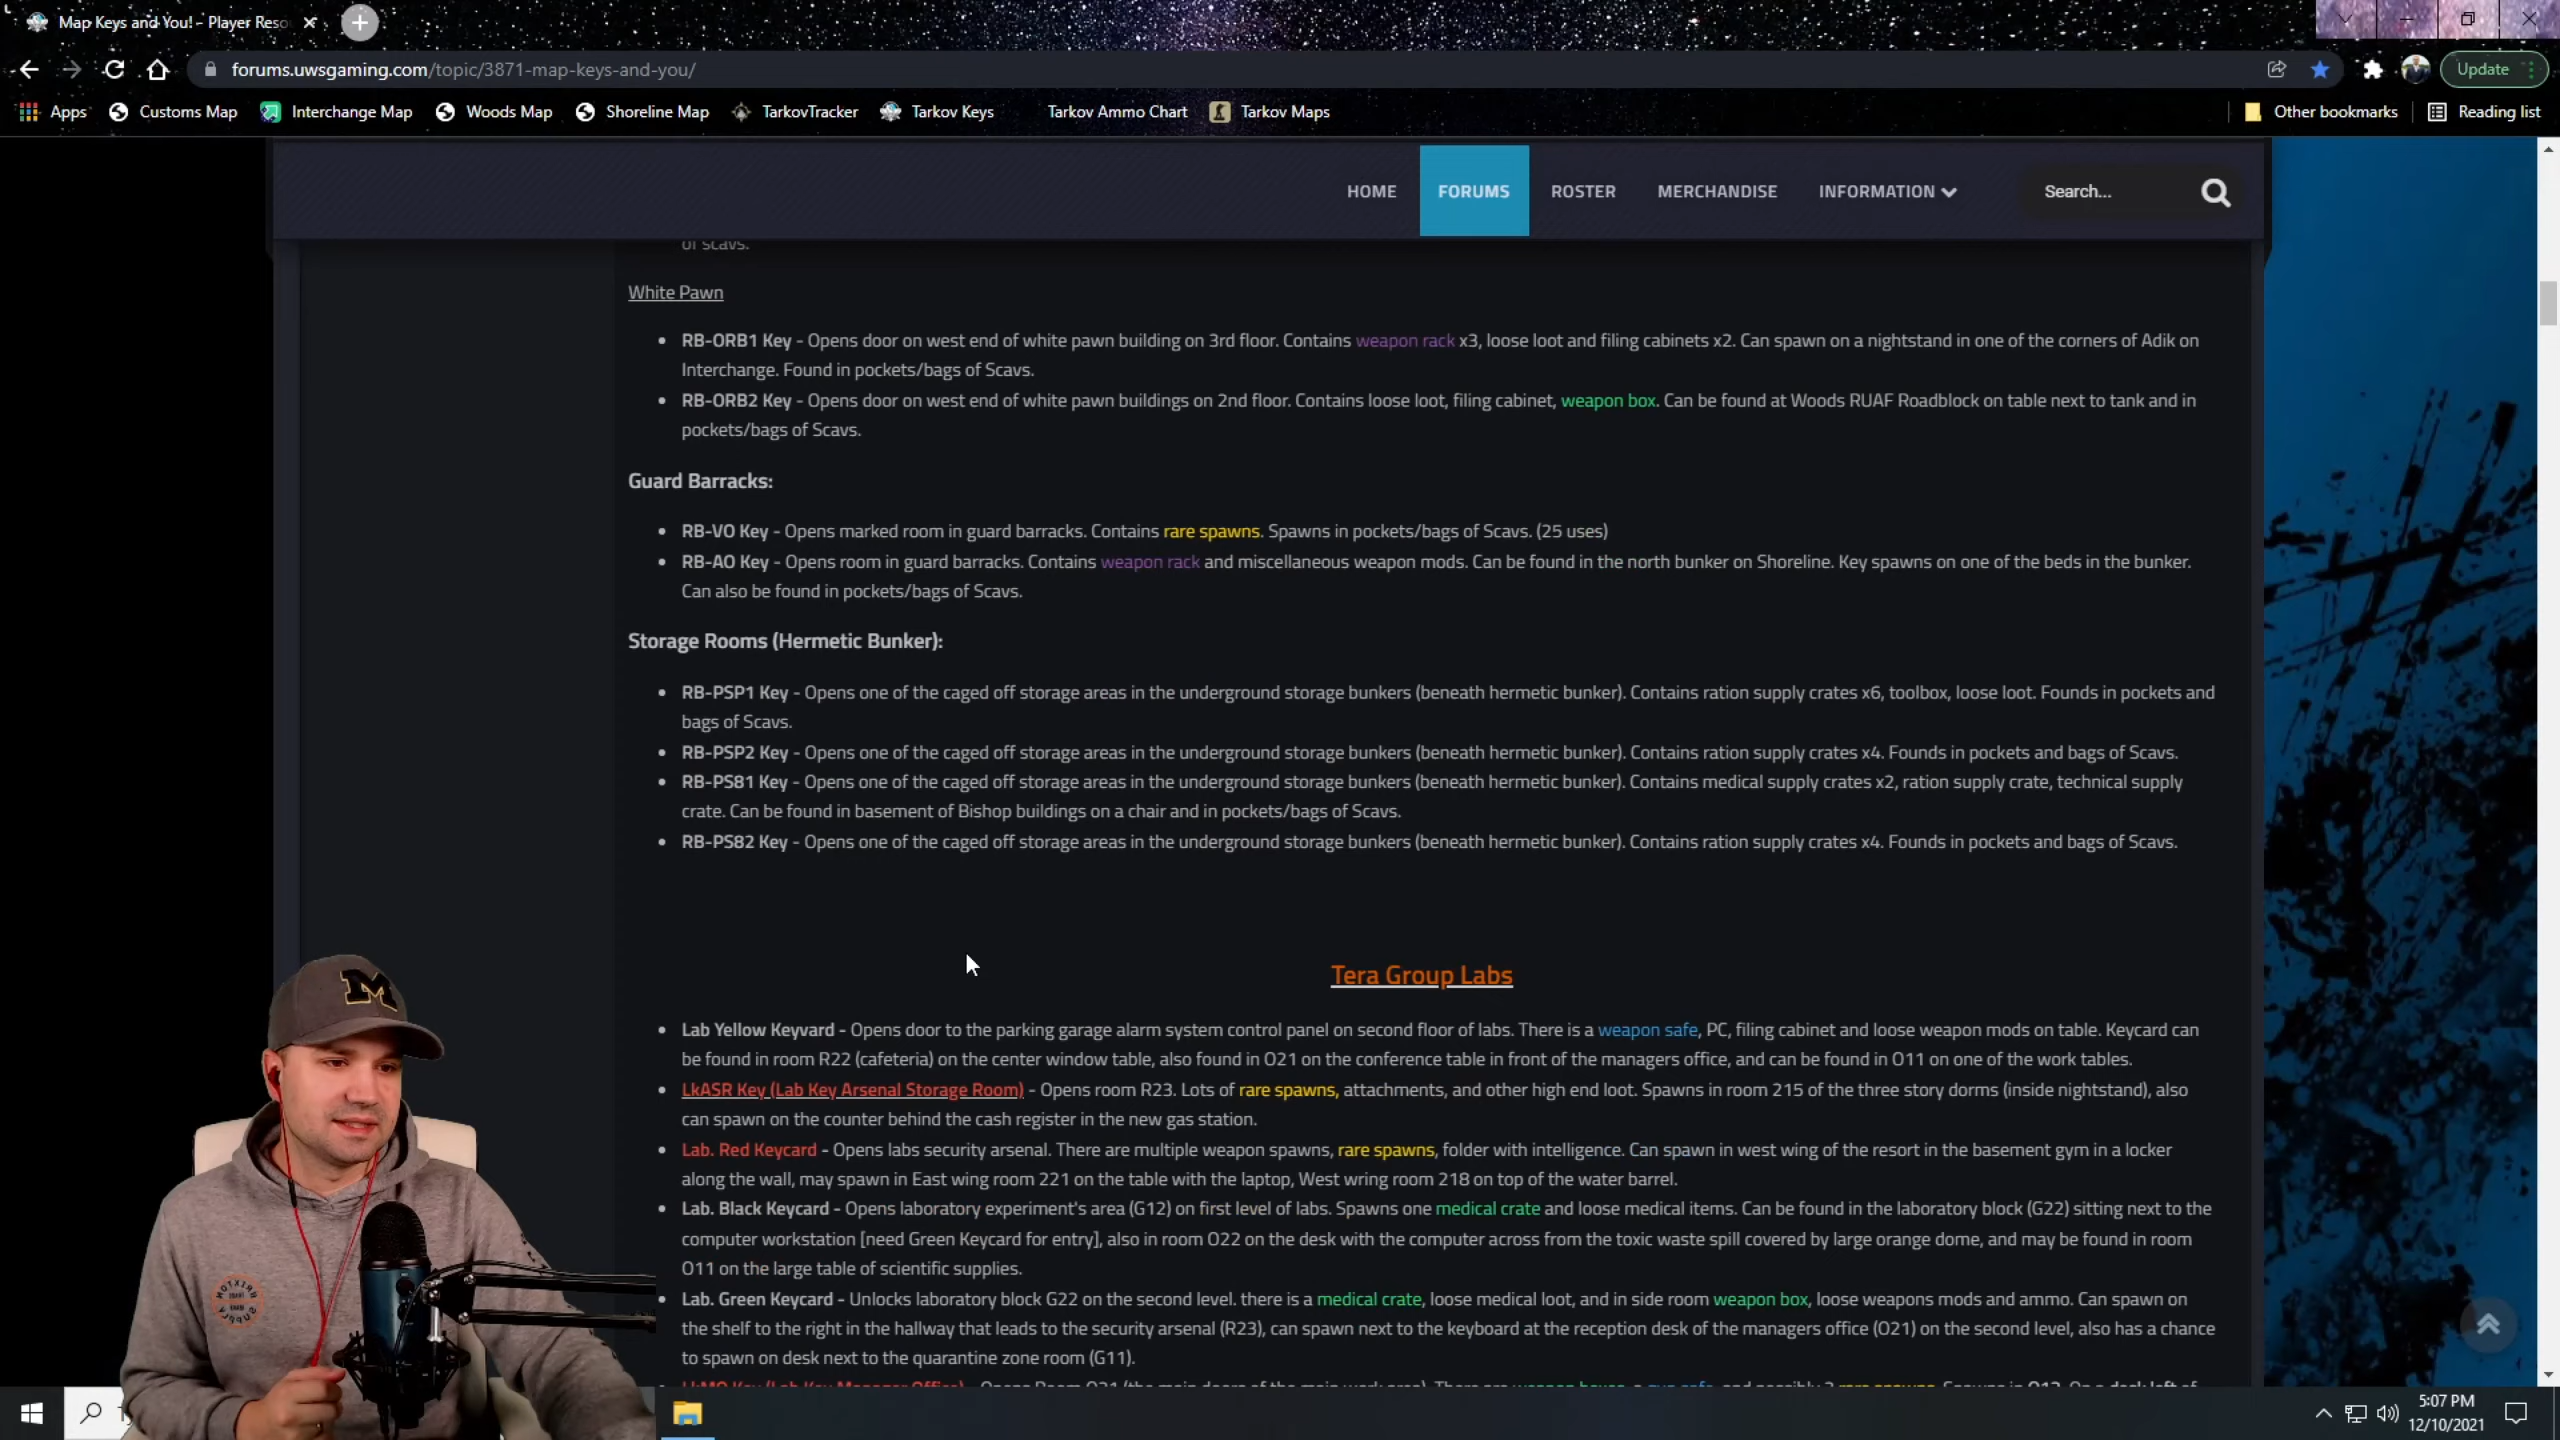 Map Keys and You! - Player Reso
forums.uwsgaming.com/topic/3871-map-keys-and-you/
Update
Apps
Customs Map
Interchange Map
Woods Map
Shoreline Map
TarkovTracker
Tarkov Keys
Tarkov Ammo Chart
Tarkov Maps
Other bookmarks
Reading list
HOME
FORUMS
ROSTER
MERCHANDISE
INFORMATION
Search...
of scavs.
White Pawn
RB-ORB1 Key - Opens door on west end of white pawn building on 3rd floor. Contains weapon rack x3, loose loot and filing cabinets x2. Can spawn on a nightstand in one of the corners of Adik on
Interchange. Found in pockets/bags of Scavs.
RB-ORB2 Key - Opens door on west end of white pawn buildings on 2nd floor. Contains loose loot, filing cabinet, weapon box. Can be found at Woods RUAF Roadblock on table next to tank and in
pockets/bags of Scavs.
Guard Barracks:
RB-VO Key - Opens marked room in guard barracks. Contains rare spawns. Spawns in pockets/bags of Scavs. (25 uses)
RB-AO Key - Opens room in guard barracks. Contains weapon rack and miscellaneous weapon mods. Can be found in the north bunker on Shoreline. Key spawns on one of the beds in the bunker.
Can also be found in pockets/bags of Scavs.
Storage Rooms (Hermetic Bunker):
RB-PSP1 Key - Opens one of the caged off storage areas in the underground storage bunkers (beneath hermetic bunker). Contains ration supply crates x6, toolbox, loose loot. Founds in pockets and
bags of Scavs.
RB-PSP2 Key - Opens one of the caged off storage areas in the underground storage bunkers (beneath hermetic bunker). Contains ration supply crates x4. Founds in pockets and bags of Scavs.
RB-PS81 Key - Opens one of the caged off storage areas in the underground storage bunkers (beneath hermetic bunker). Contains medical supply crates x2, ration supply crate, technical supply
crate. Can be found in basement of Bishop buildings on a chair and in pockets/bags of Scavs.
RB-PS82 Key - Opens one of the caged off storage areas in the underground storage bunkers (beneath hermetic bunker). Contains ration supply crates x4. Founds in pockets and bags of Scavs.
Tera Group Labs
Lab Yellow Keyvard - Opens door to the parking garage alarm system control panel on second floor of labs. There is a weapon safe, PC, filing cabinet and loose weapon mods on table. Keycard can
be found in room R22 (cafeteria) on the center window table, also found in O21 on the conference table in front of the managers office, and can be found in O11 on one of the work tables.
LkASR Key (Lab Key Arsenal Storage Room) - Opens room R23. Lots of rare spawns, attachments, and other high end loot. Spawns in room 215 of the three story dorms (inside nightstand), also
can spawn on the counter behind the cash register in the new gas station.
Lab. Red Keycard - Opens labs security arsenal. There are multiple weapon spawns, rare spawns, folder with intelligence. Can spawn in west wing of the resort in the basement gym in a locker
along the wall, may spawn in East wing room 221 on the table with the laptop, West wring room 218 on top of the water barrel.
Lab. Black Keycard - Opens laboratory experiment's area (G12) on first level of labs. Spawns one medical crate and loose medical items. Can be found in the laboratory block (G22) sitting next to the
computer workstation [need Green Keycard for entry], also in room O22 on the desk with the computer across from the toxic waste spill covered by large orange dome, and may be found in room
O11 on the large table of scientific supplies.
Lab. Green Keycard - Unlocks laboratory block G22 on the second level. there is a medical crate, loose medical loot, and in side room weapon box, loose weapons mods and ammo. Can spawn on
the shelf to the right in the hallway that leads to the security arsenal (R23), can spawn next to the keyboard at the reception desk of the managers office (O21) on the second level, also has a chance
to spawn on desk next to the quarantine zone room (G11).
M
5:07 PM
12/10/2021